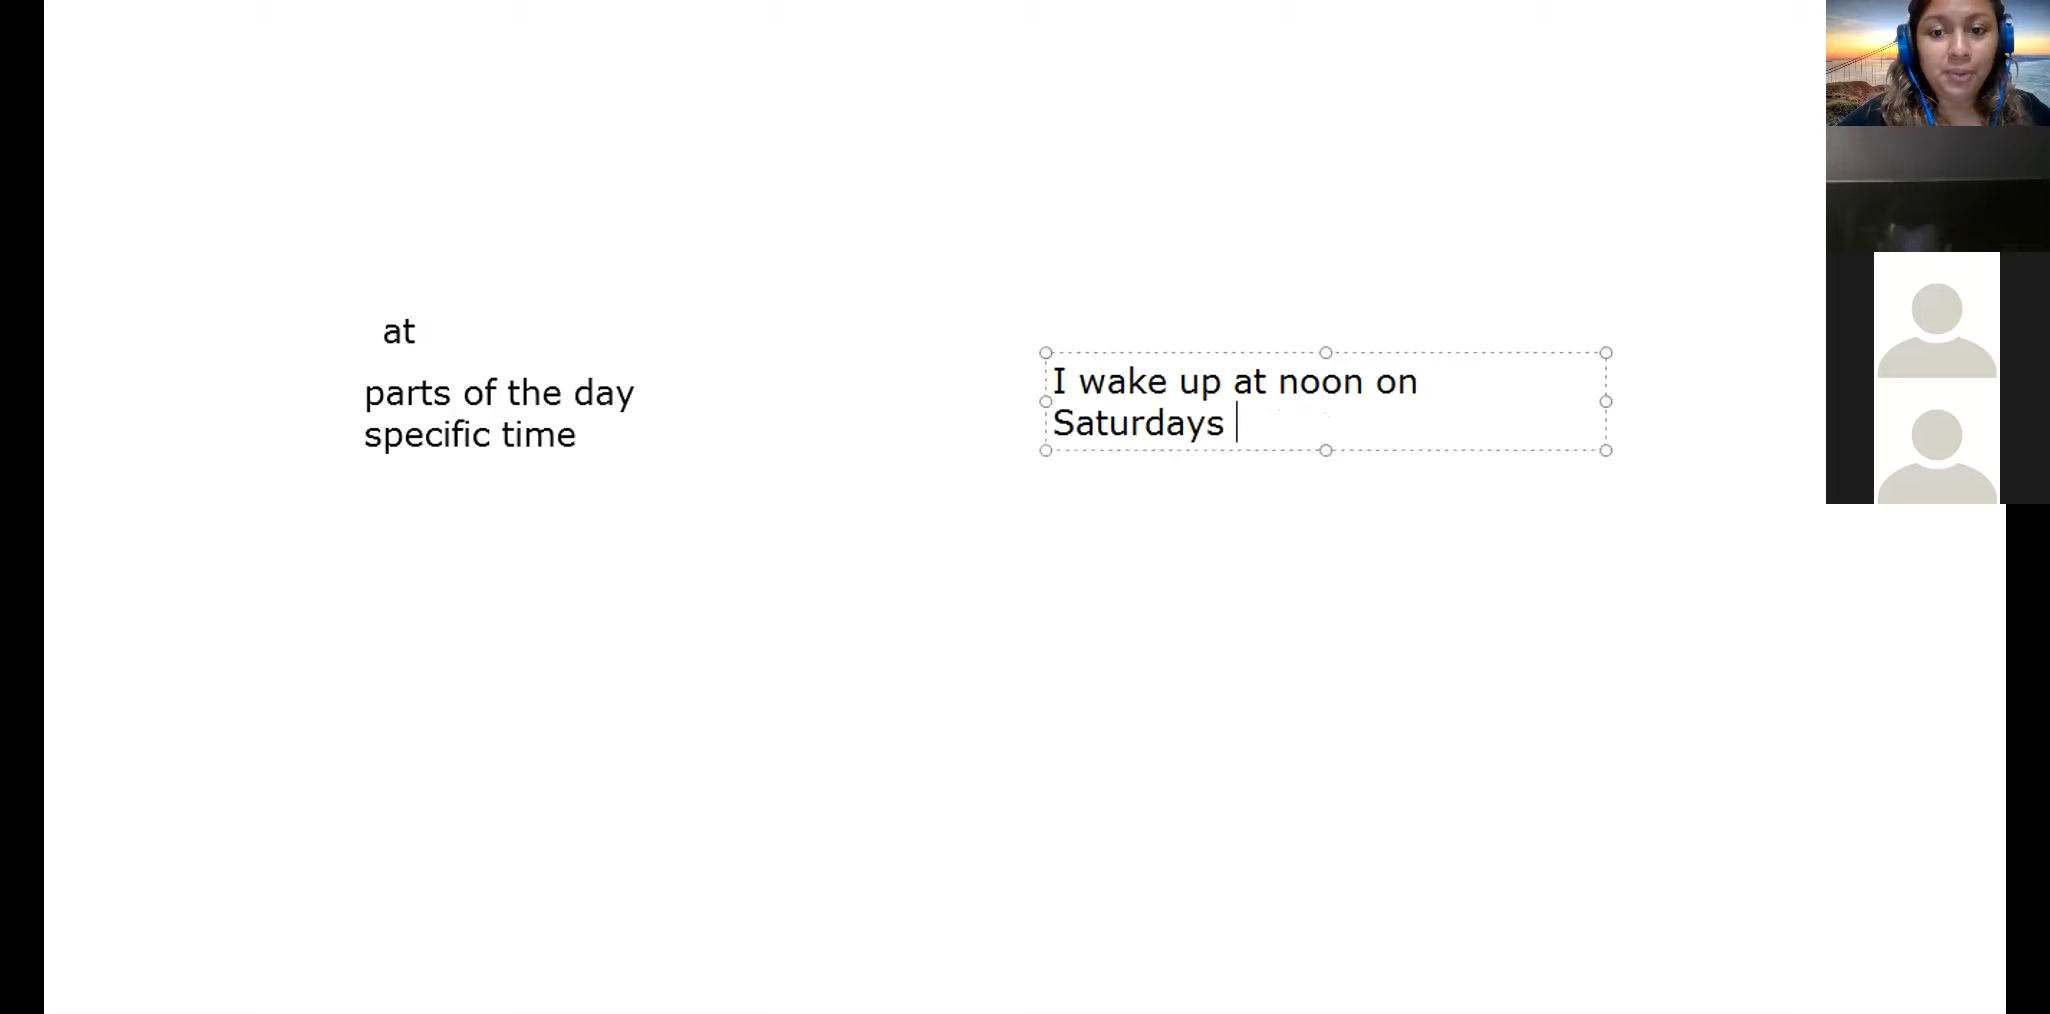 at
parts of the day
specific time
I wake up at noon on
Saturdays